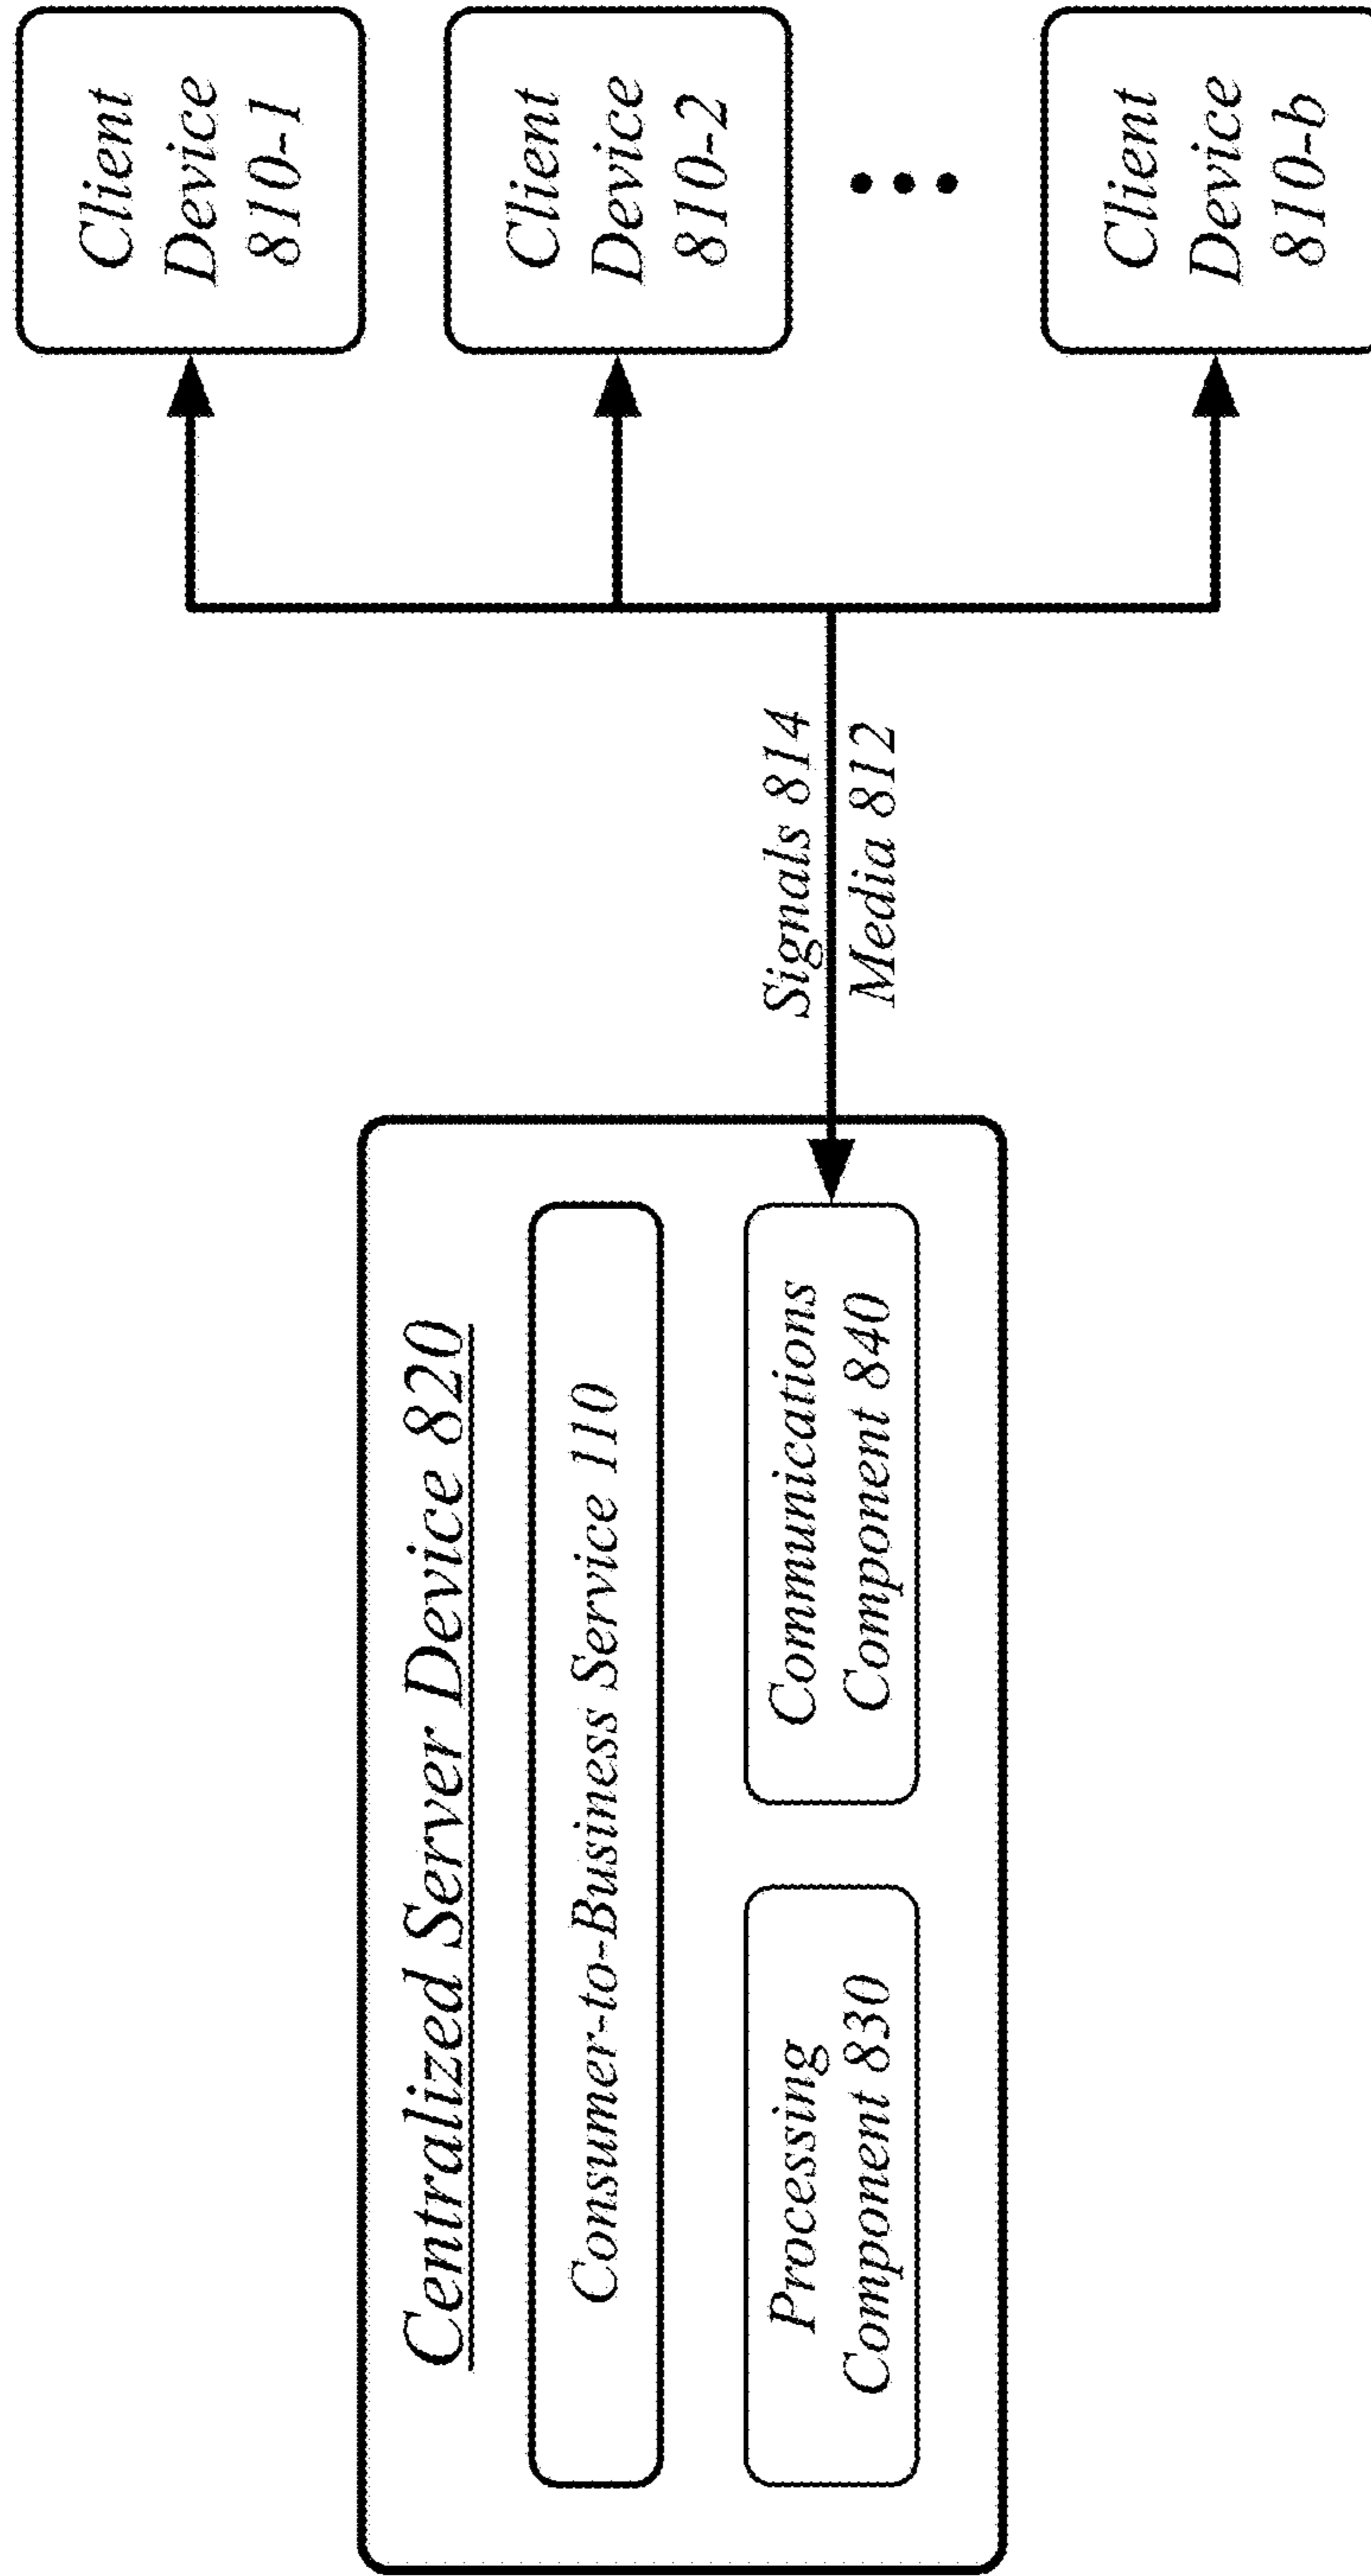 Centralized Server Device 820
Consumer-to-Business Service 110
Processing
Component 830
Communications
Component 840
Signals 814
Media 812
Client
Device
810-1
Client
Device
810-2
Client
Device
810-b